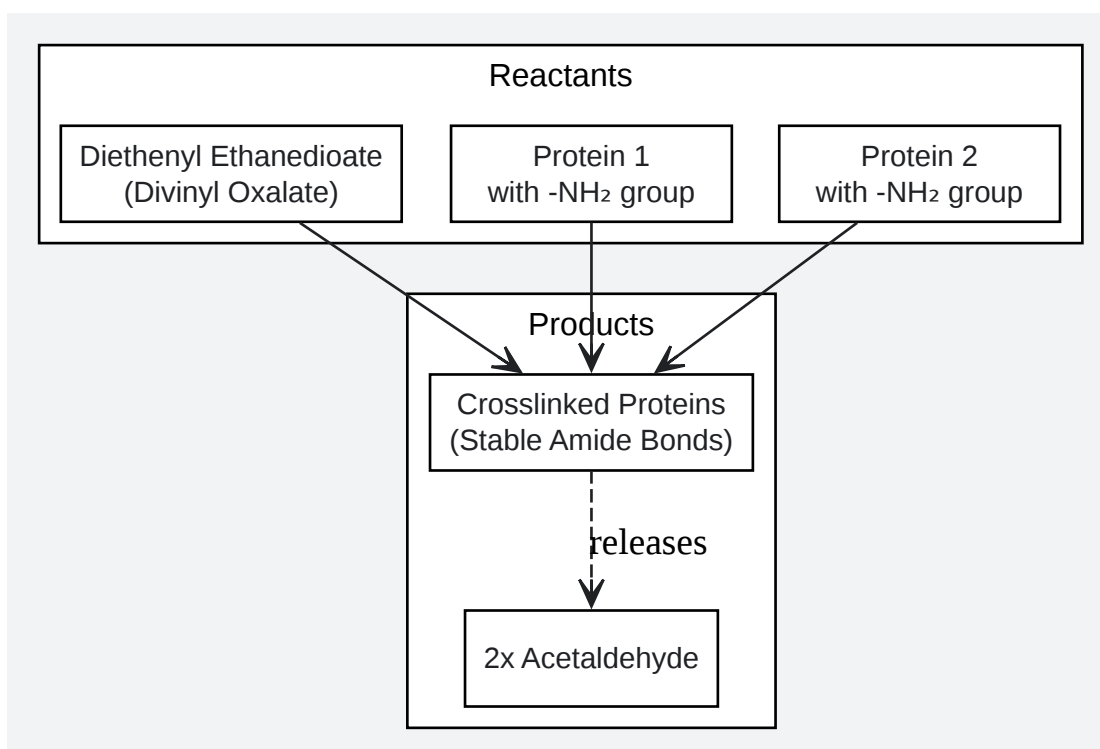 Reactants
Diethenyl Ethanedioate
(Divinyl Oxalate)
Protein 1
with -NH₂ group
Protein 2
with -NH₂ group
Products
Crosslinked Proteins
(Stable Amide Bonds)
releases
2x Acetaldehyde